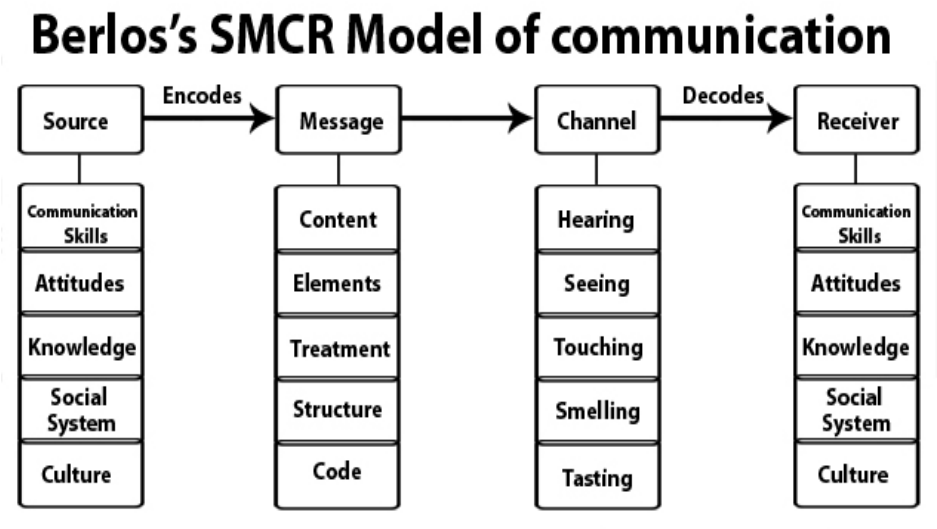 Berlos's SMCR Model of communication
Encodes
Decodes
Source
Message
Channel
Receiver
Communication
Skills
Attitudes
Knowledge
Social
System
Culture
Content
Elements
Treatment
Structure
Code
Hearing
Seeing
Touching
Smelling
Tasting
Communication
Skills
Attitudes
Knowledge
Social
System
Culture